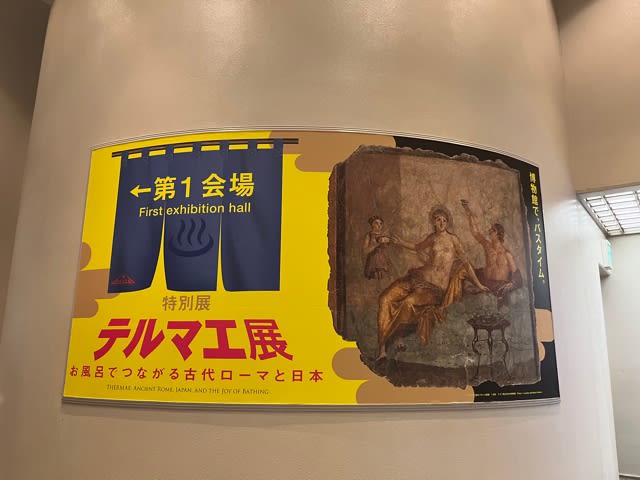 ←第1会場
First exhibition hall
特別展
テルマエ展
お風呂でつながる古代ローマと日本
THERMAE: ANCIENT ROME, JAPAN, AND THE JOY OF BATHING.
博物館で、バスタイム。